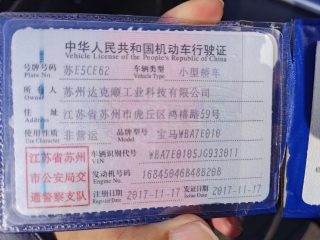 中华人民共和国机动车行驶证
Vehicle License of the People's Republic of China
号牌号码 苏E5CE62 车辆类型 小型轿车
Plate No. Vehicle Type
所有人 苏州达克顺工业科技有限公司
Owner
住址 江苏省苏州市虎丘区鸿禧路59号
Address
使用性质 非营运 品牌型号 宝马WBA7E010
Use Character Model
江苏省苏州
市公安局交
通警察支队
车辆识别代号 WBA7E0105JG933011
VIN
发动机号码 16845046B48B20B
Engine No.
注册日期 2017-11-17 发证日期 2017-11-17
Register Date Issue Date